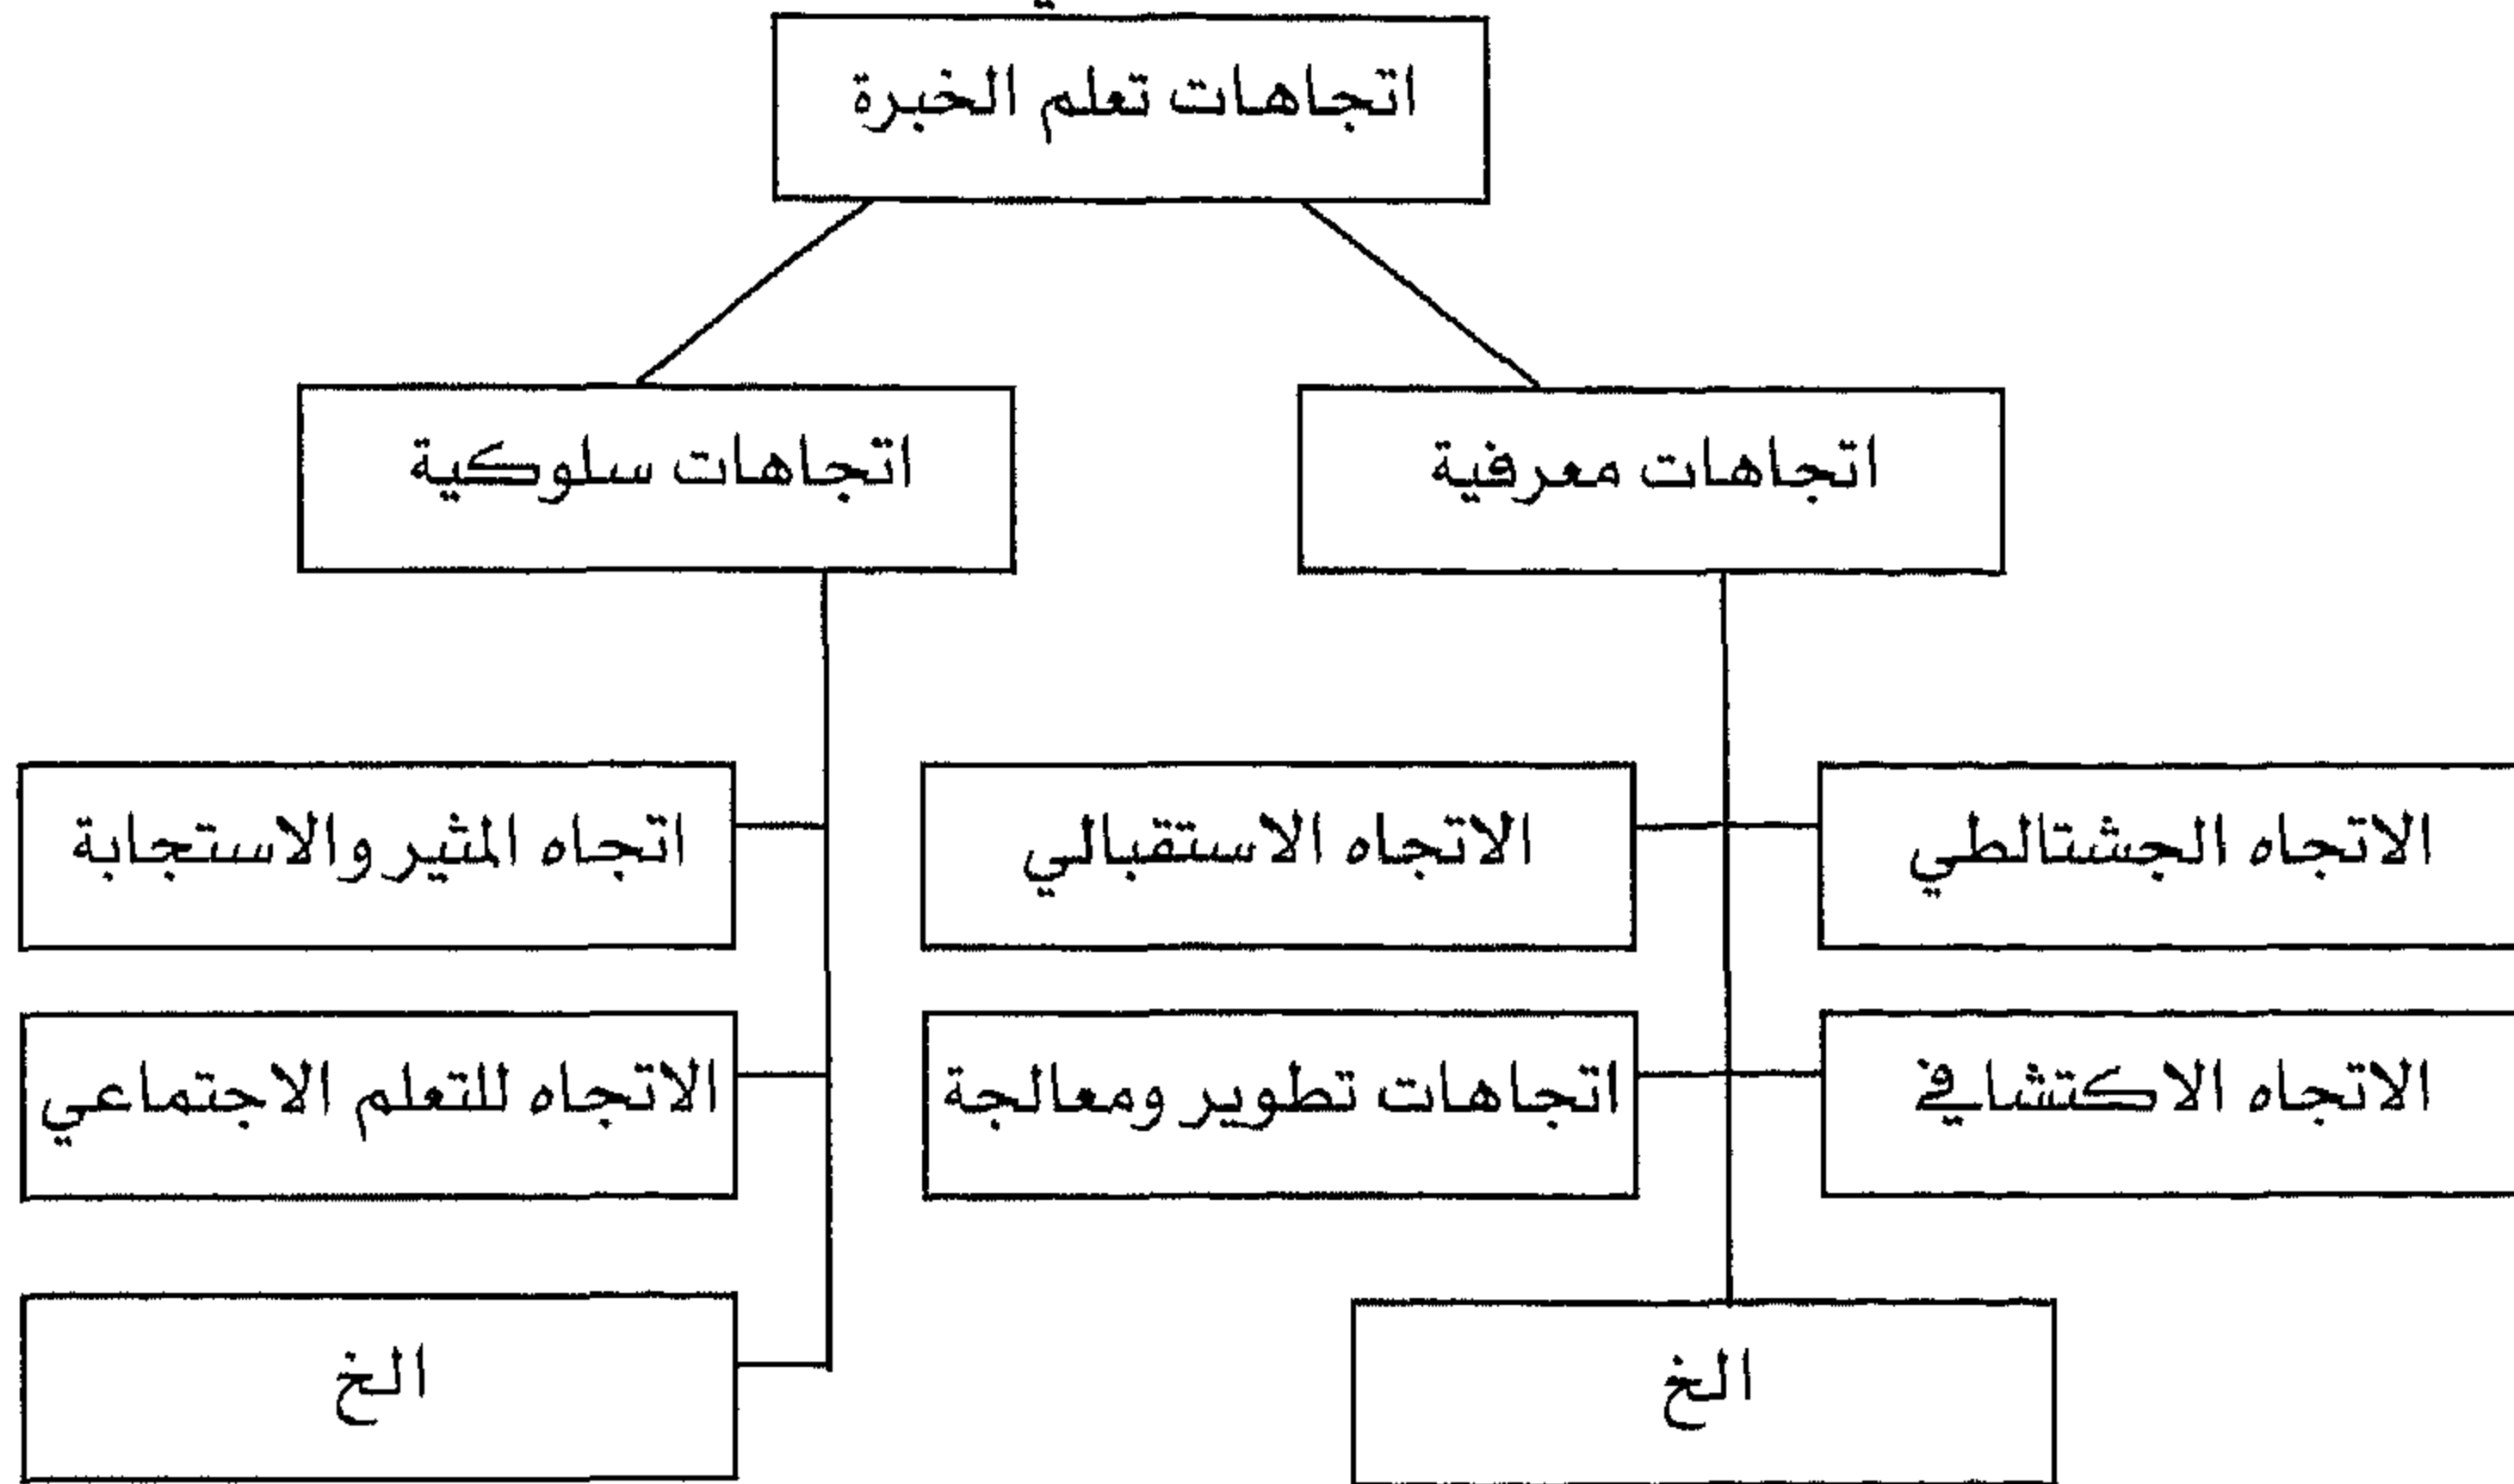 اتجاهات تعلم الخبرة
اتجاهات معرفية
اتجاهات سلوكية
الاتجاه الجشتالطي
الاتجاه الاستقبالي
اتجاه المثير والاستجابة
الاتجاه الاكتشافي
اتجاهات تطوير ومعالجة
الاتجاه للتعلم الاجتماعي
الخ
الخ